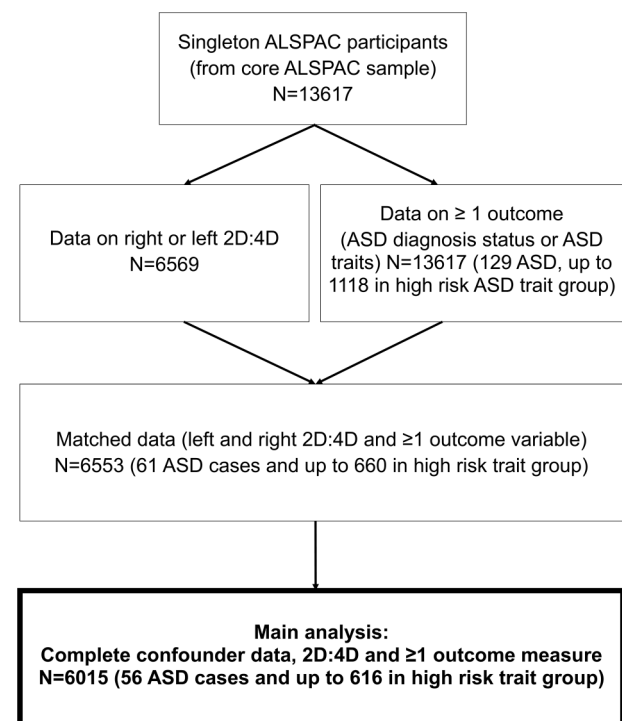 Singleton ALSPAC participants
(from core ALSPAC sample)
N=13617
Data on right or left 2D:4D
N=6569
Data on ≥ 1 outcome
(ASD diagnosis status or ASD
traits) N=13617 (129 ASD, up to
1118 in high risk ASD trait group)
Matched data (left and right 2D:4D and ≥1 outcome variable)
N=6553 (61 ASD cases and up to 660 in high risk trait group)
Main analysis:
Complete confounder data, 2D:4D and ≥1 outcome measure
N=6015 (56 ASD cases and up to 616 in high risk trait group)